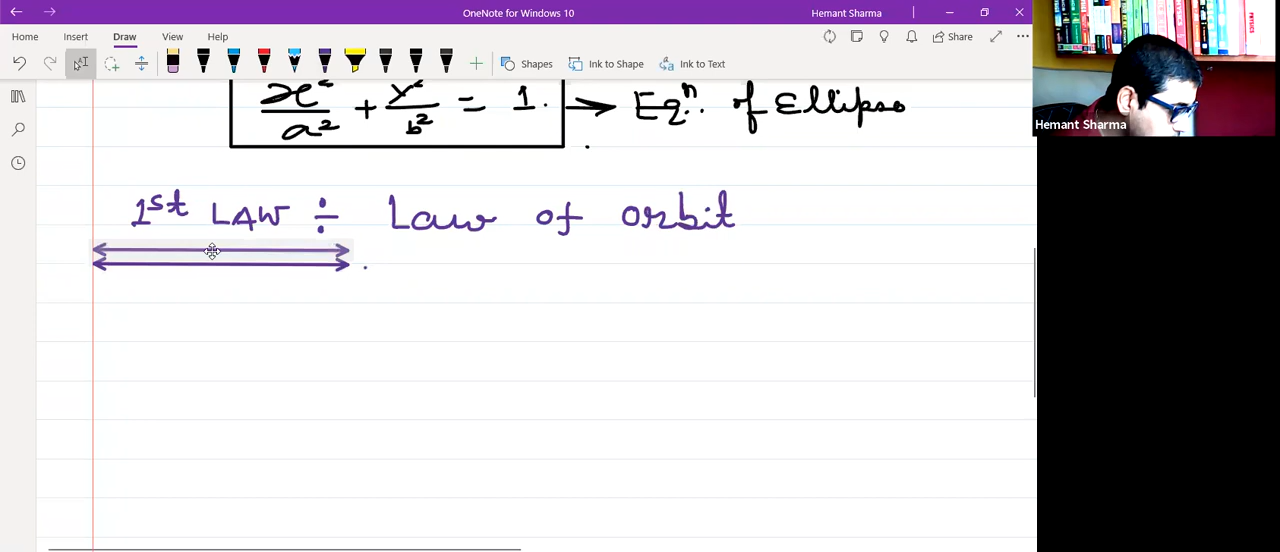 OneNote for Windows 10
Hemant Sharma
Home Insert Draw View Help
Share
Shapes Ink to Shape Ink to Text
x²/a² + y²/b² = 1. → Eqⁿ. of Ellipse
1st LAW ÷ Law of orbit
Hemant Sharma
PHYSICS